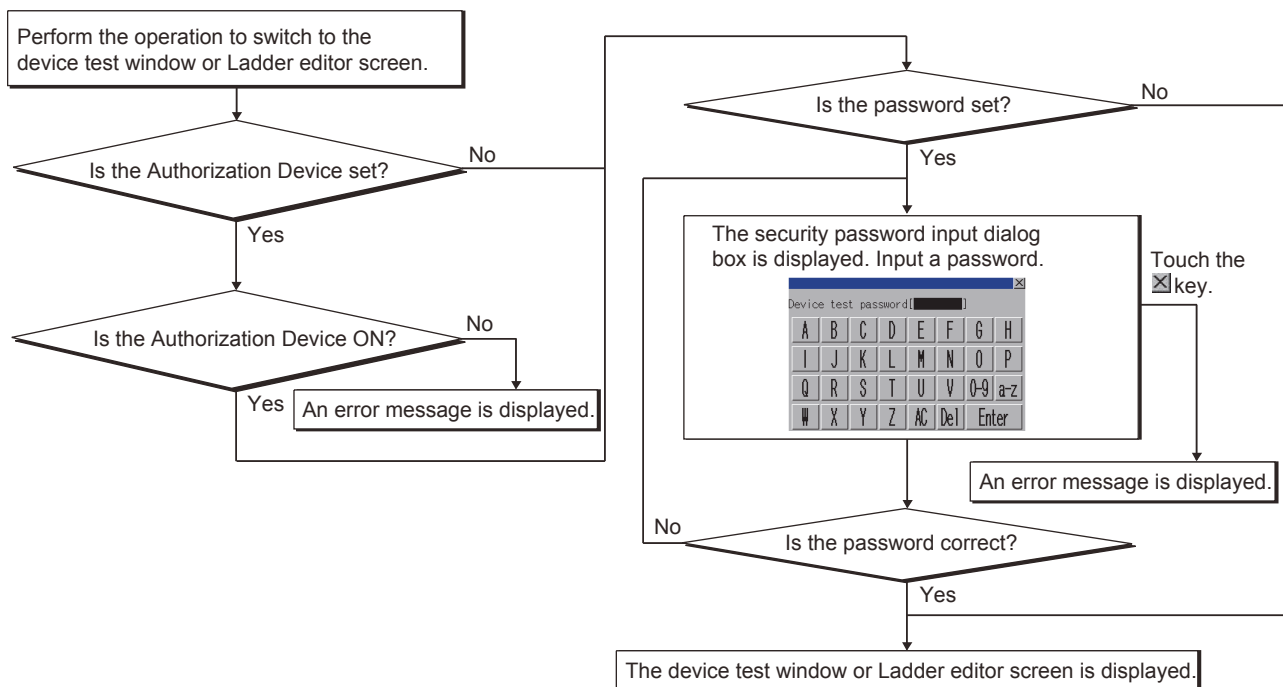 Perform the operation to switch to the
device test window or Ladder editor screen.
Is the Authorization Device set?
No
Yes
Is the Authorization Device ON?
No
Yes
An error message is displayed.
Is the password set?
No
Yes
The security password input dialog
box is displayed. Input a password.
Device test password[ ]
A B C D E F G H
I J K L M N O P
Q R S T U V 0-9 a-z
W X Y Z AC Del Enter
Touch the
key.
An error message is displayed.
No
Is the password correct?
Yes
The device test window or Ladder editor screen is displayed.